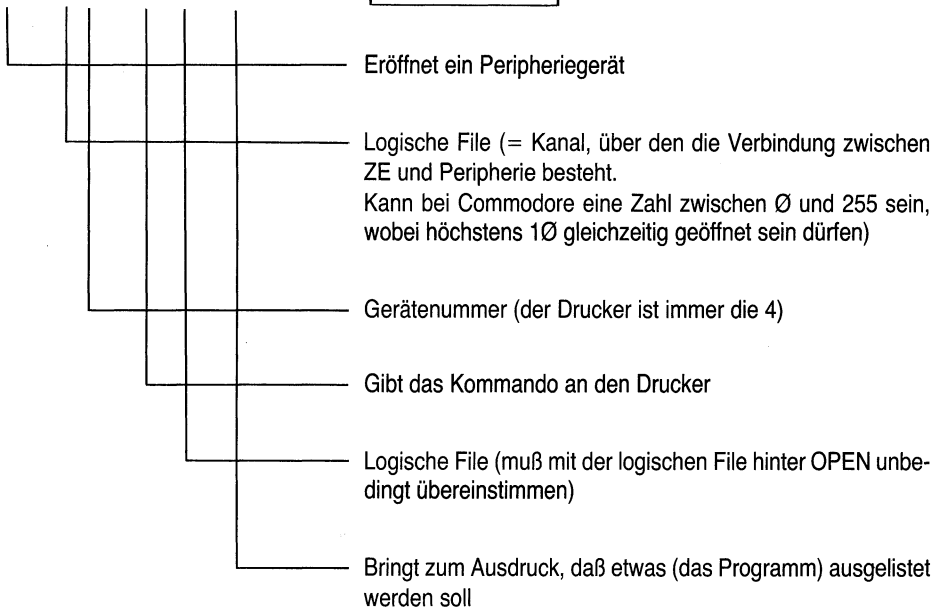 Eröffnet ein Peripheriegerät
Logische File (= Kanal, über den die Verbindung zwischen
ZE und Peripherie besteht.
Kann bei Commodore eine Zahl zwischen Ø und 255 sein,
wobei höchstens 1Ø gleichzeitig geöffnet sein dürfen)
Gerätenummer (der Drucker ist immer die 4)
Gibt das Kommando an den Drucker
Logische File (muß mit der logischen File hinter OPEN unbe-
dingt übereinstimmen)
Bringt zum Ausdruck, daß etwas (das Programm) ausgelistet
werden soll